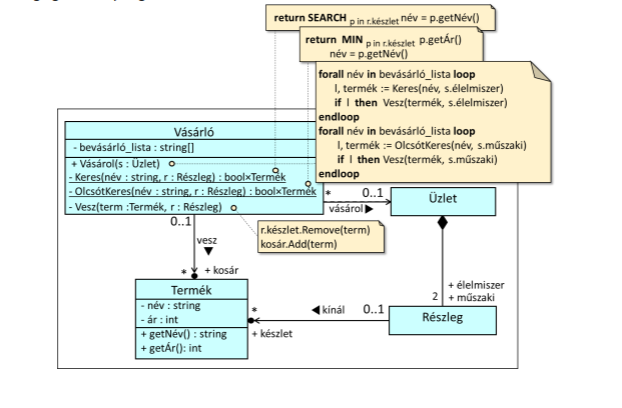 return SEARCH p in r.készlet név = p.getNév()
return MIN p in r.készlet p.getÁr()
név = p.getNév()
forall név in bevásárló_lista loop
l, termék := Keres(név, s.élelmiszer)
if l then Vesz(termék, s.élelmiszer)
endloop
forall név in bevásárló_lista loop
l, termék := OlcsótKeres(név, s.műszaki)
if l then Vesz(termék, s.műszaki)
endloop
Vásárló
- bevásárló_lista : string[]
+ Vásárol(s : Üzlet)
- Keres(név : string, r : Részleg) : bool×Termék
- OlcsótKeres(név : string, r : Részleg) : bool×Termék
- Vesz(term :Termék, r : Részleg)
* 0..1
vásárol▶
Üzlet
r.készlet.Remove(term)
kosár.Add(term)
0..1
vesz
▼
* + kosár
+ élelmiszer
2 + műszaki
Termék
- név : string
- ár : int
+ getNév() : string
+ getÁr(): int
* ◀kínál 0..1
+ készlet
Részleg